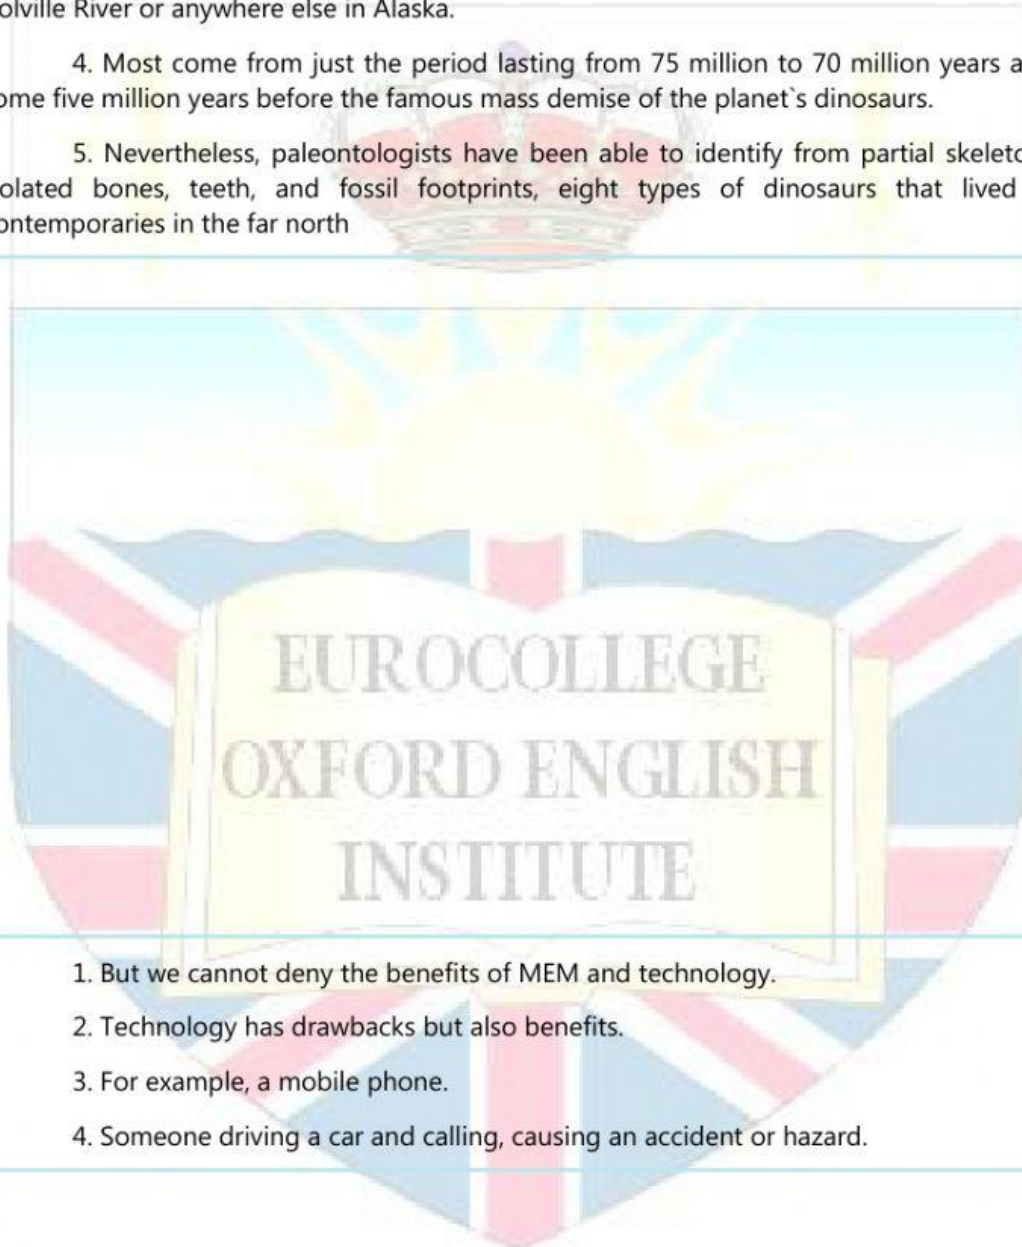 olville River or anywhere else in Alaska.
4. Most come from just the period lasting from 75 million to 70 million years a
ome five million years before the famous mass demise of the planet`s dinosaurs.
5. Nevertheless, paleontologists have been able to identify from partial skeleto
olated bones, teeth, and fossil footprints, eight types of dinosaurs that lived
ontemporaries in the far north
EUROCOLLEGE
OXFORD ENGLISH
INSTITUTE
1. But we cannot deny the benefits of MEM and technology.
2. Technology has drawbacks but also benefits.
3. For example, a mobile phone.
4. Someone driving a car and calling, causing an accident or hazard.